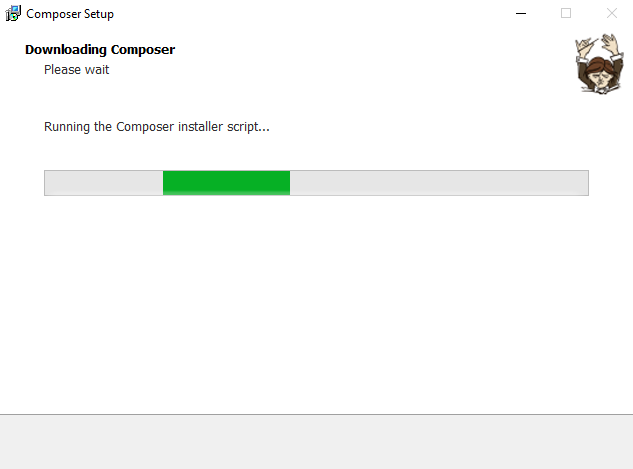 Composer Setup
Downloading Composer
Please wait
Running the Composer installer script...